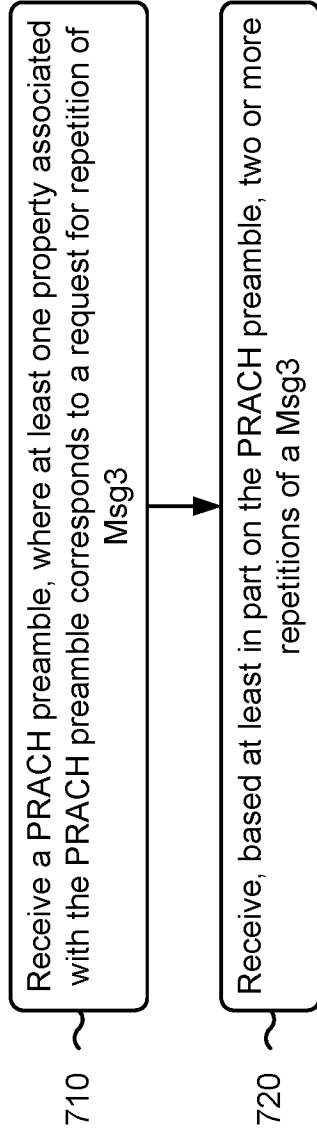 710
Receive a PRACH preamble, where at least one property associated
with the PRACH preamble corresponds to a request for repetition of
Msg3
720
Receive, based at least in part on the PRACH preamble, two or more
repetitions of a Msg3